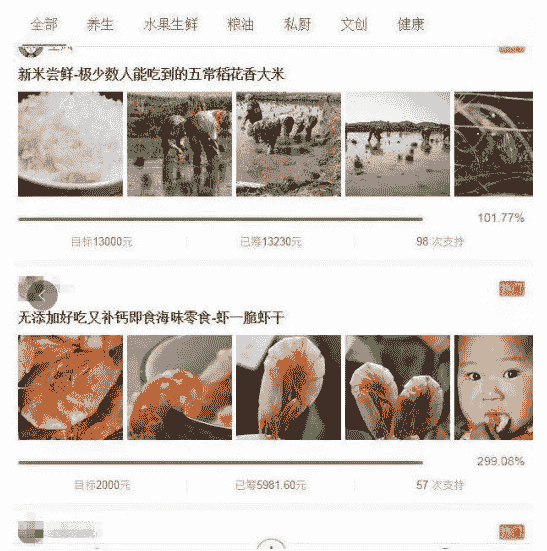 全部 养生 水果生鲜 粮油 私厨 文创 健康
新米尝鲜-极少数人能吃到的五常稻花香大米
101.77%
目标13000元 已筹13230元 98 次支持
热门
无添加好吃又补钙即食海味零食-虾一脆虾干
299.08%
目标2000元 已筹5981.60元 57 次支持
热门